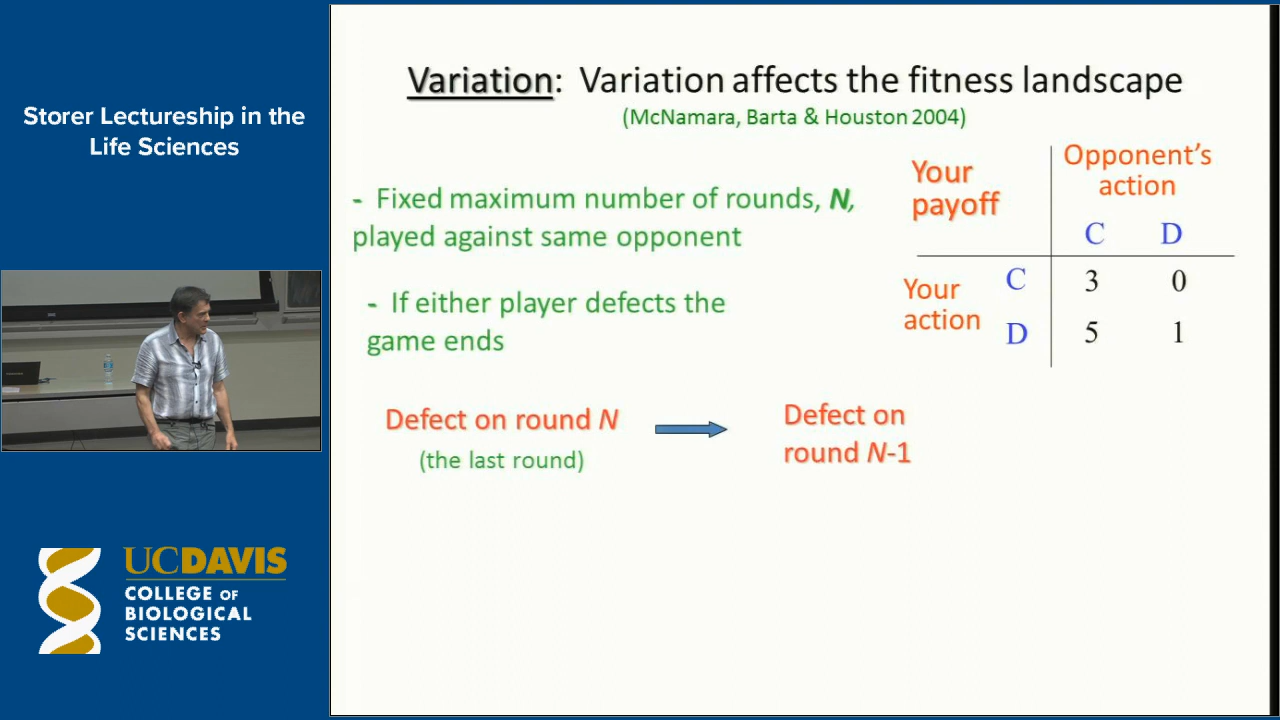 Storer Lectureship in the
Life Sciences
UCDAVIS
COLLEGE OF
BIOLOGICAL
SCIENCES
Variation: Variation affects the fitness landscape
(McNamara, Barta & Houston 2004)
- Fixed maximum number of rounds, N,
played against same opponent
- If either player defects the
game ends
Your
payoff
Opponent's
action
C D
Your
action
C 3 0
D 5 1
Defect on round N
(the last round)
Defect on
round N-1